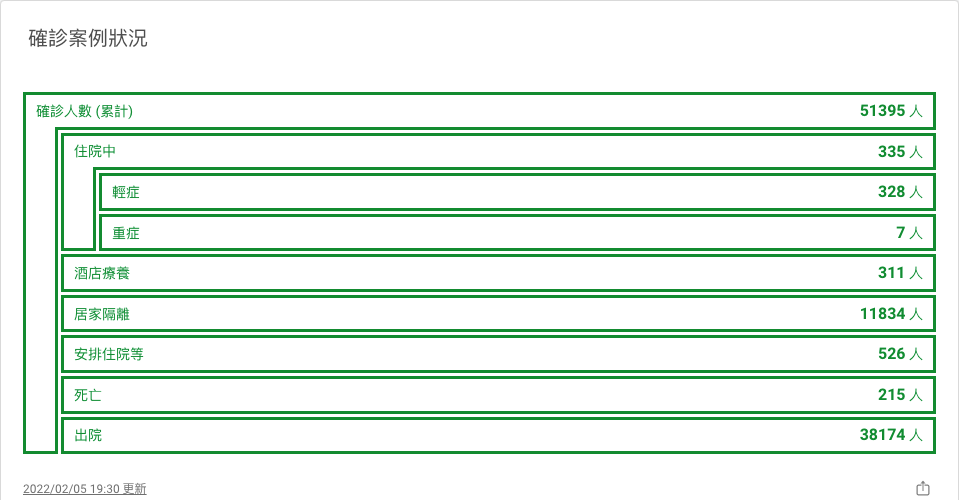 確診案例狀況
確診人數 (累計) 51395 人
住院中 335 人
輕症 328 人
重症 7 人
酒店療養 311 人
居家隔離 11834 人
安排住院等 526 人
死亡 215 人
出院 38174 人
2022/02/05 19:30 更新